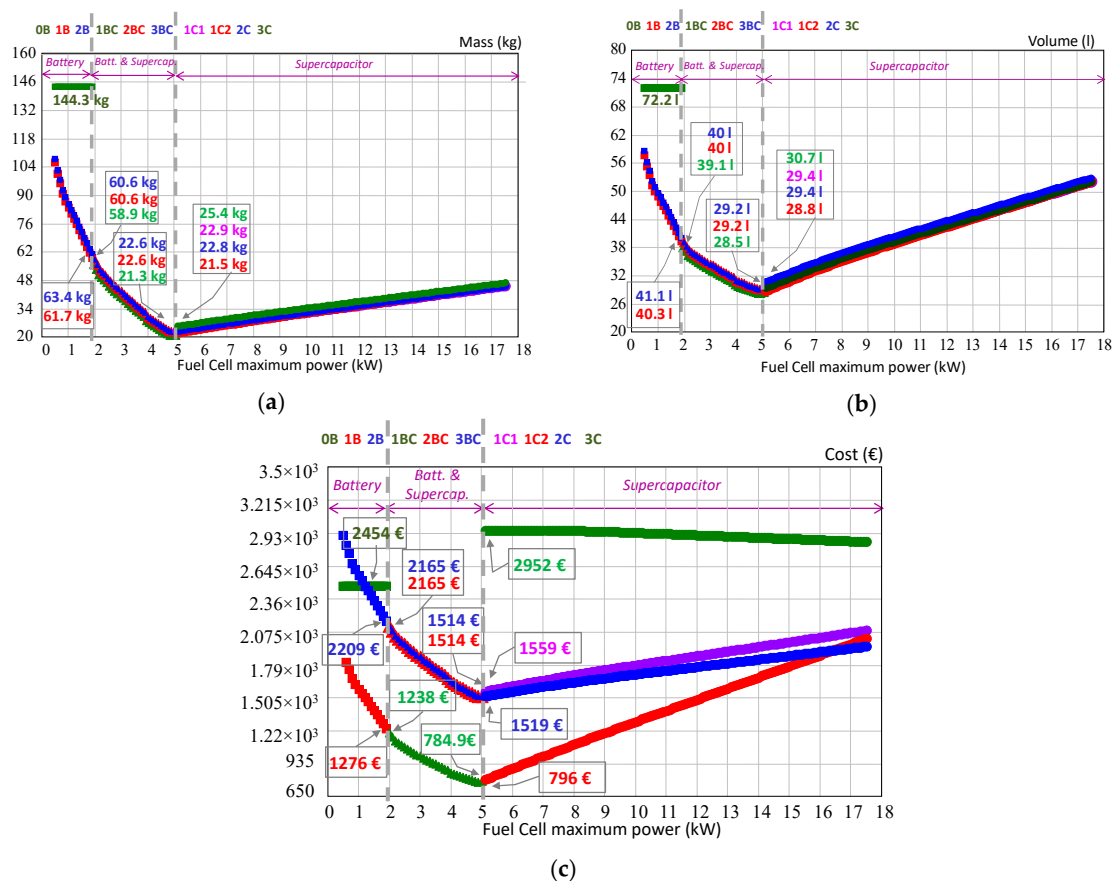 0B 1B 2B 1BC 2BC 3BC 1C1 1C2 2C 3C
Mass (kg)
160
146
132
118
104
90
76
62
48
34
20
Battery
Batt. & Supercap.
Supercapacitor
144.3 kg
60.6 kg
60.6 kg
58.9 kg
22.6 kg
22.6 kg
21.3 kg
25.4 kg
22.9 kg
22.8 kg
21.5 kg
63.4 kg
61.7 kg
0 1 2 3 4 5 6 7 8 9 10 11 12 13 14 15 16 17 18
Fuel Cell maximum power (kW)
(a)
0B 1B 2B 1BC 2BC 3BC 1C1 1C2 2C 3C
Volume (l)
80
74
68
62
56
50
44
38
32
26
20
Battery
Batt. & Supercap.
Supercapacitor
72.2 l
40 l
40 l
39.1 l
29.2 l
29.2 l
28.5 l
30.7 l
29.4 l
29.4 l
28.8 l
41.1 l
40.3 l
0 1 2 3 4 5 6 7 8 9 10 11 12 13 14 15 16 17 18
Fuel Cell maximum power (kW)
(b)
0B 1B 2B 1BC 2BC 3BC 1C1 1C2 2C 3C
Cost (€)
3.5×10³
3.215×10³
2.93×10³
2.645×10³
2.36×10³
2.075×10³
1.79×10³
1.505×10³
1.22×10³
935
650
Battery
Batt. &
Supercap.
Supercapacitor
2454 €
2165 €
2165 €
2952 €
1514 €
1514 €
2209 €
1559 €
1238 €
1519 €
784.9€
1276 €
796 €
0 1 2 3 4 5 6 7 8 9 10 11 12 13 14 15 16 17 18
Fuel Cell maximum power (kW)
(c)